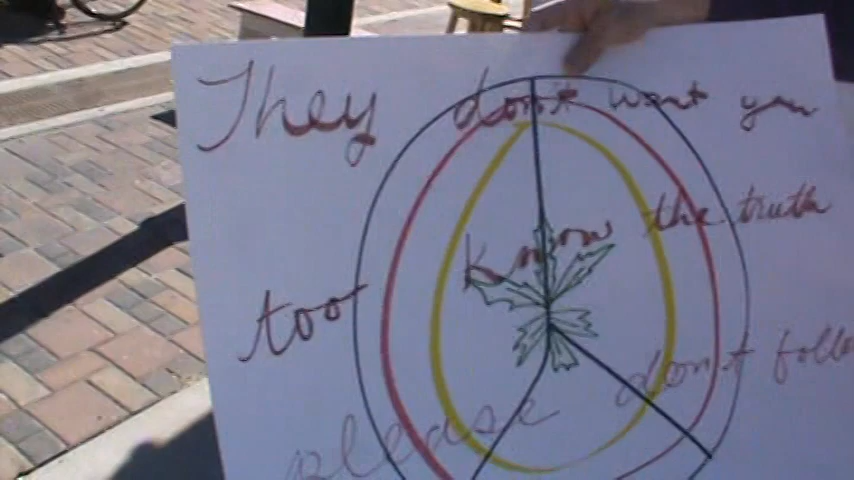 They don't want you
too know the truth
please don't follo